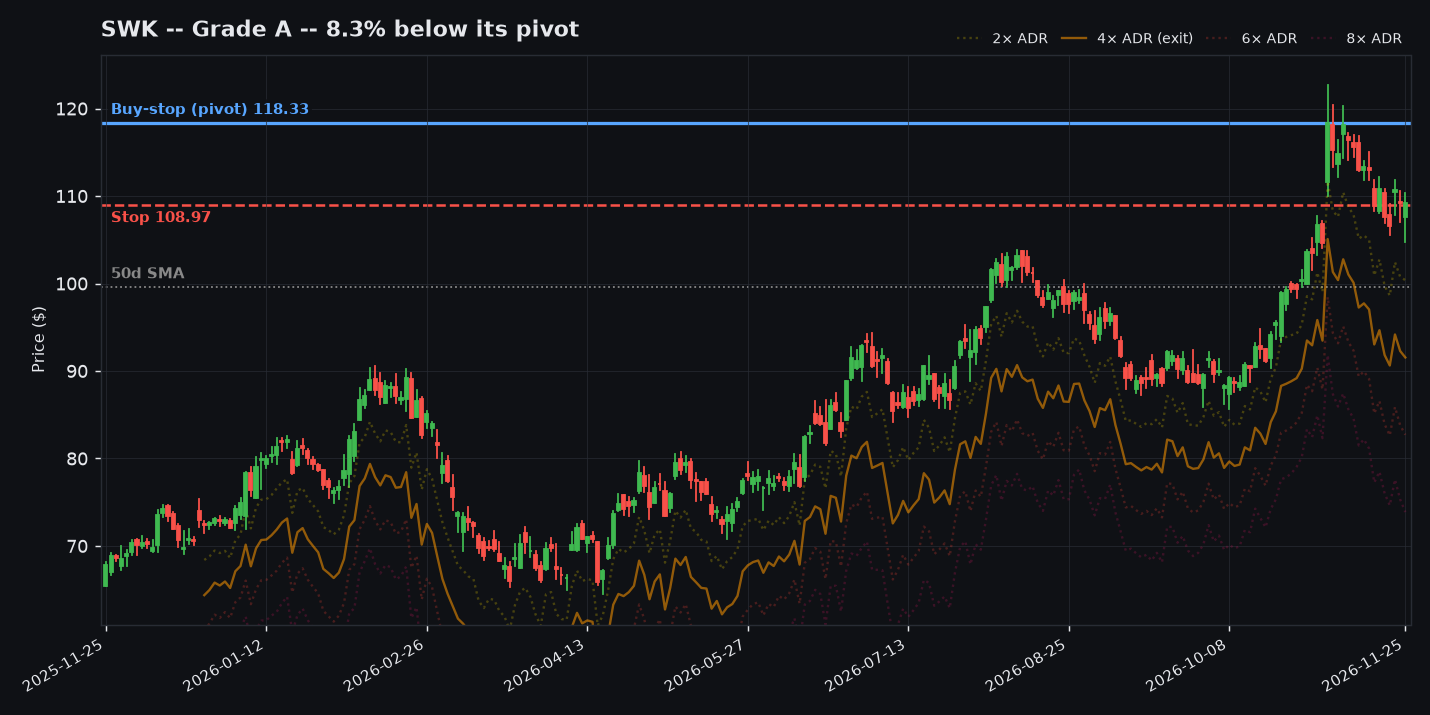 SWK -- Grade A -- 8.3% below its pivot
2× ADR
4× ADR (exit)
6× ADR
8× ADR
Buy-stop (pivot) 118.33
Stop 108.97
50d SMA
Price ($)
120
110
100
90
80
70
2025-11-25
2026-01-12
2026-02-26
2026-04-13
2026-05-27
2026-07-13
2026-08-25
2026-10-08
2026-11-25